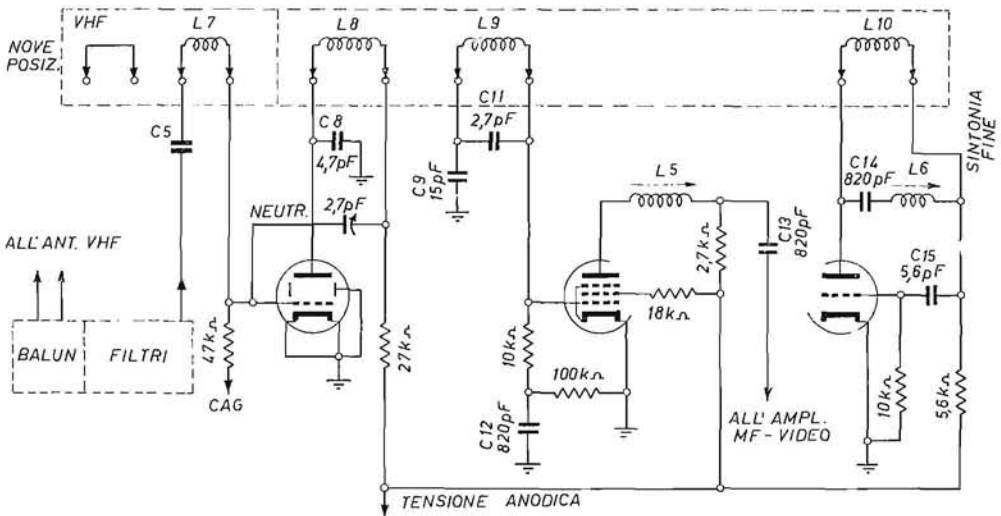 VHF
L7
L8
L9
L10
NOVE
POSIZ.
C5
C8
4,7pF
C11
2,7pF
C9
15pF
NEUTR.
2,7pF
L5
C14
820pF
L6
SINTONIA
FINE
ALL'ANT. VHF
BALUN
FILTRI
47kΩ
CAG
27kΩ
10kΩ
100kΩ
C12
820pF
18kΩ
2,7kΩ
C13
820pF
ALL'AMPL.
MF-VIDEO
C15
5,6pF
10kΩ
5,6kΩ
TENSIONE ANODICA